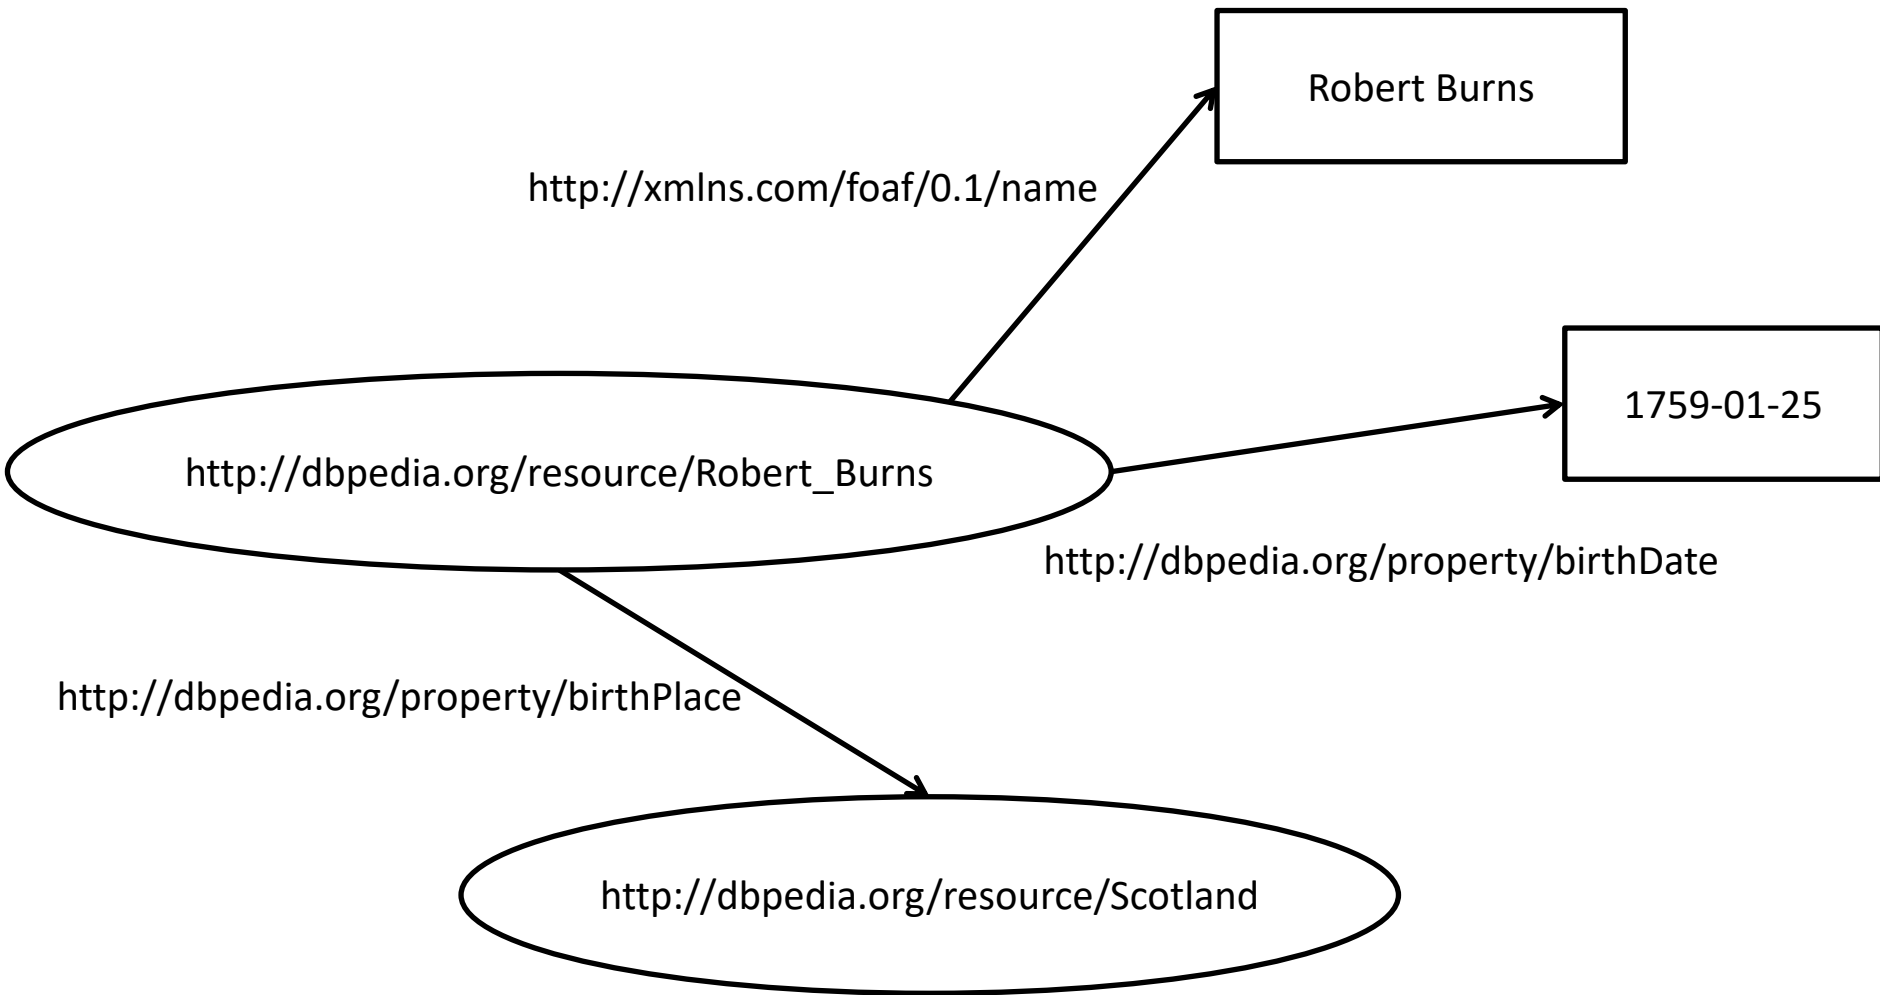 Robert Burns
http://xmlns.com/foaf/0.1/name
1759-01-25
http://dbpedia.org/resource/Robert_Burns
http://dbpedia.org/property/birthDate
http://dbpedia.org/property/birthPlace
http://dbpedia.org/resource/Scotland